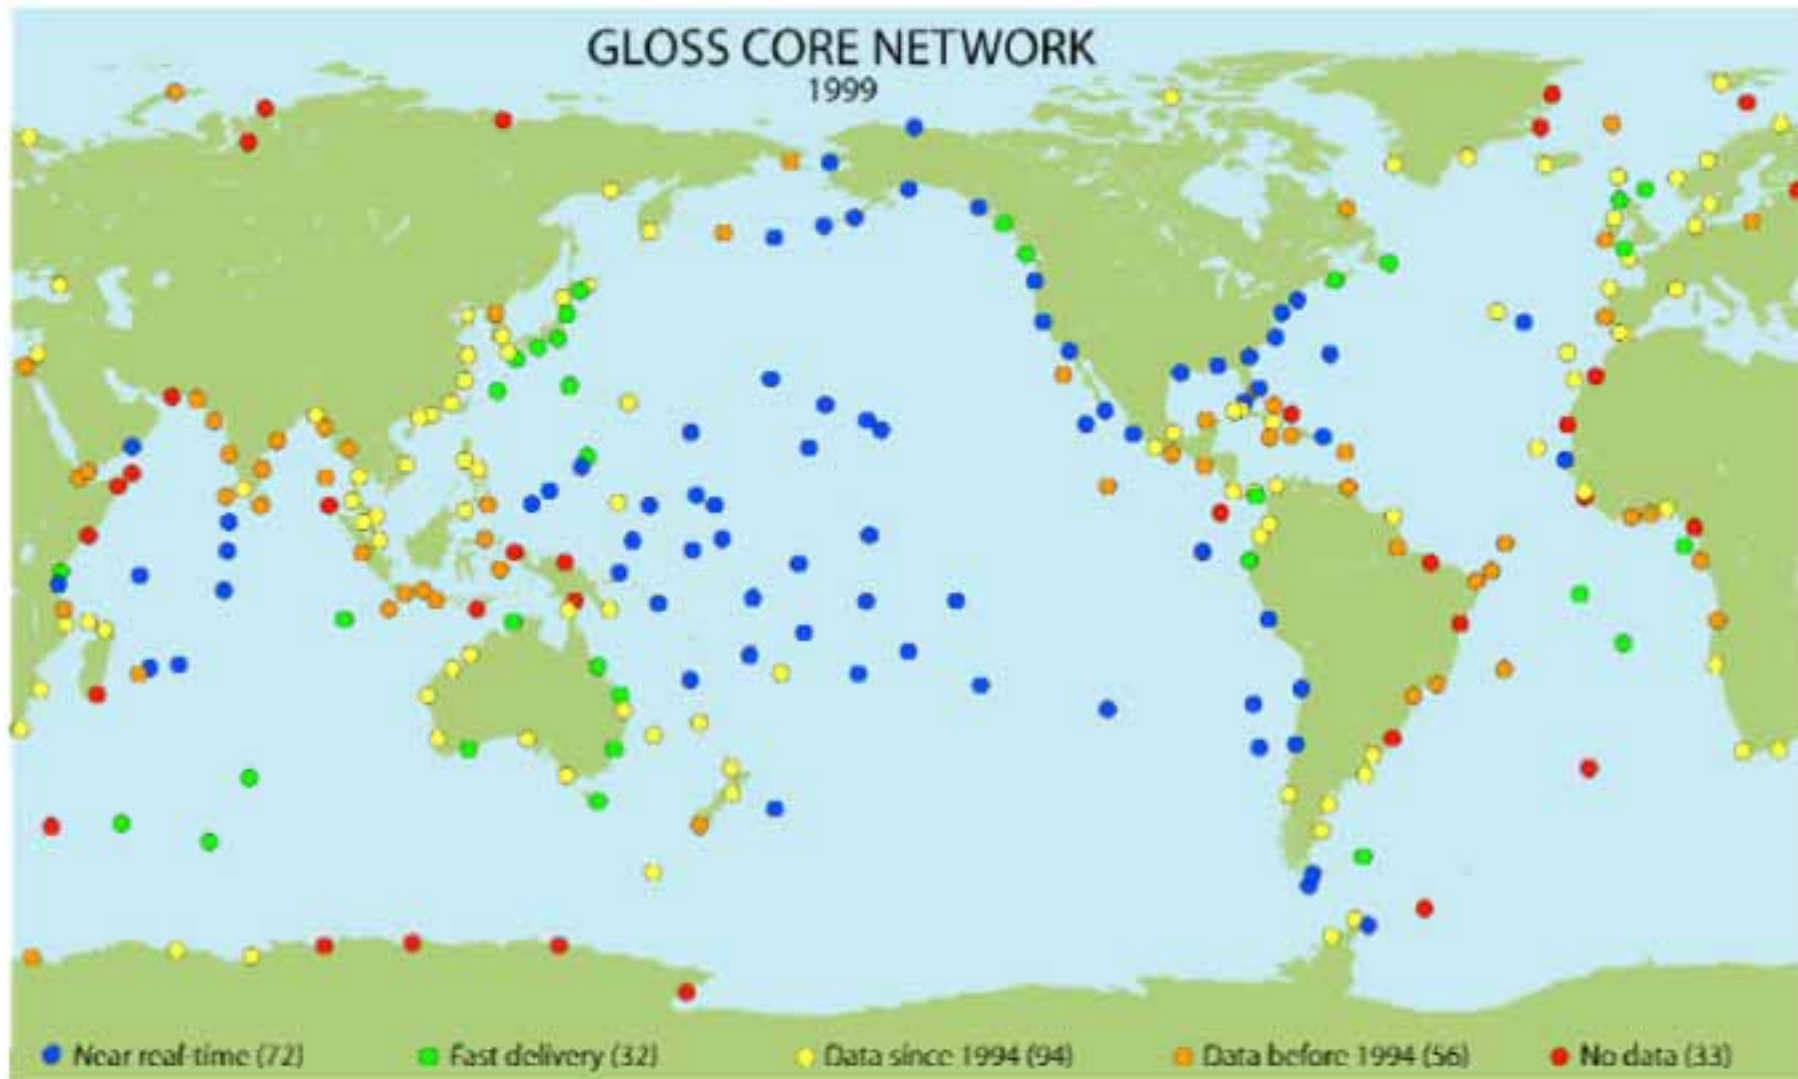 GLOSS CORE NETWORK
1999
Near real-time (72)
Fast delivery (32)
Data since 1994 (94)
Data before 1994 (56)
No data (33)